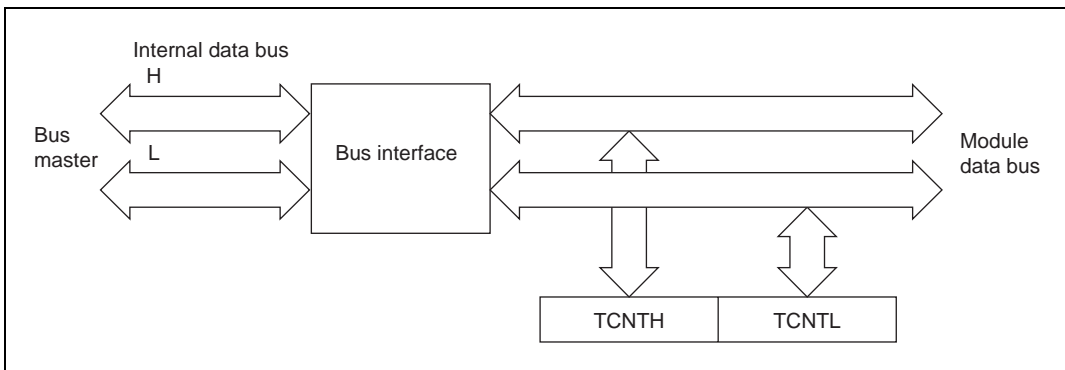 Internal data bus
H
Bus
master
L
Bus interface
Module
data bus
TCNTH
TCNTL